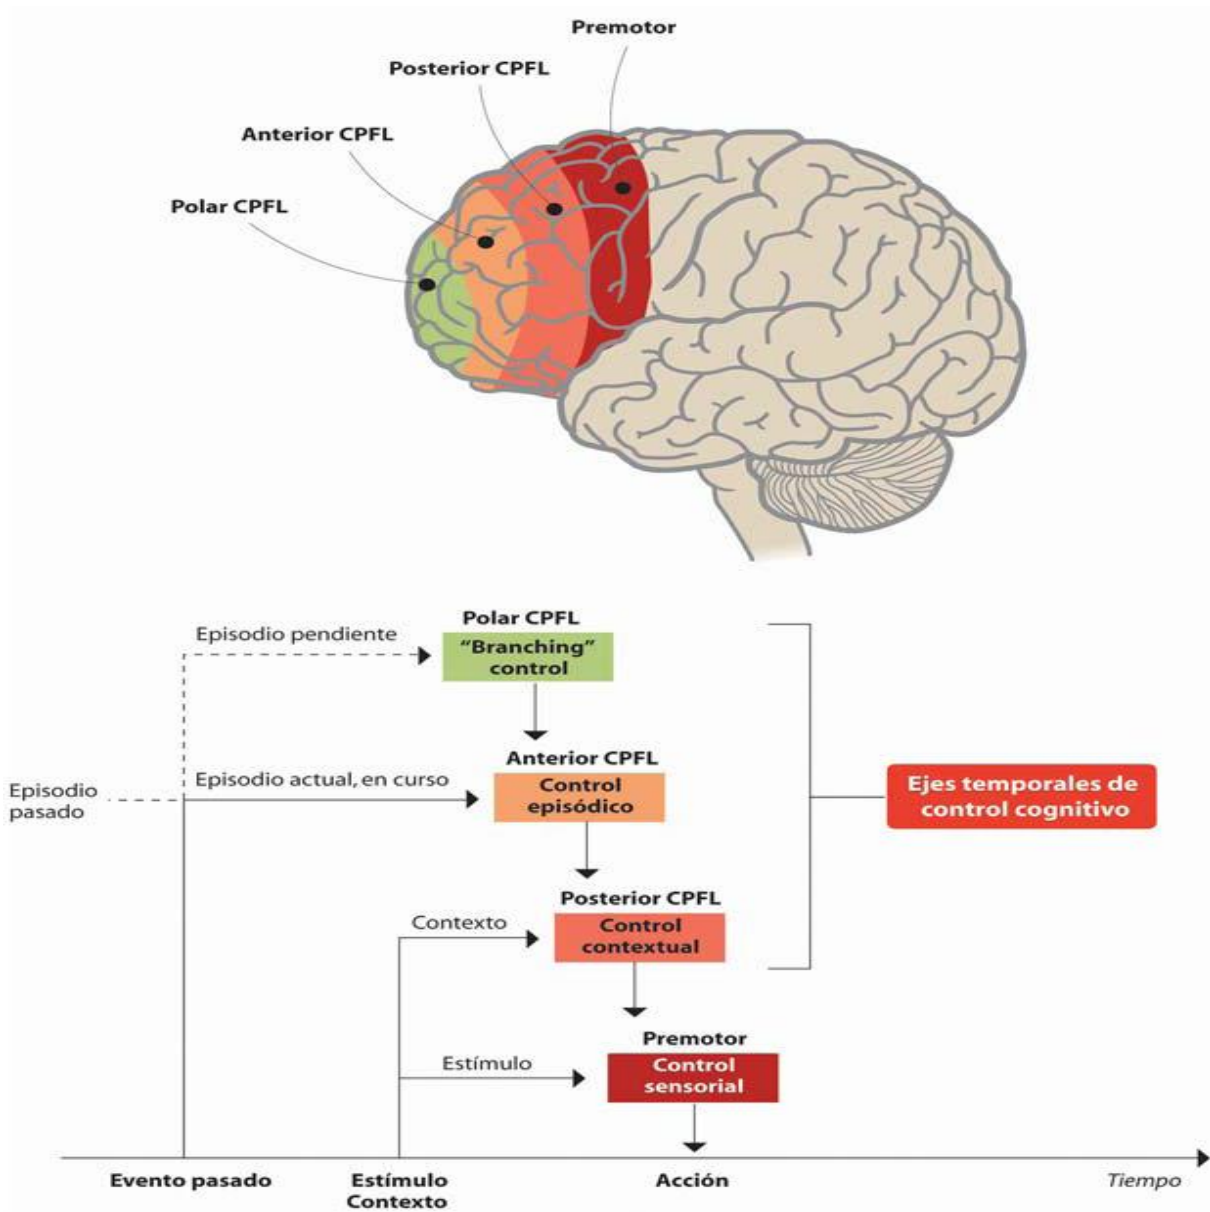 Premotor
Posterior CPFL
Anterior CPFL
Polar CPFL
Polar CPFL
Episodio pendiente
“Branching”
control
Anterior CPFL
Episodio
pasado
Episodio actual, en curso
Control
episódico
Ejes temporales de
control cognitivo
Posterior CPFL
Contexto
Control
contextual
Premotor
Estímulo
Control
sensorial
Evento pasado
Estímulo
Contexto
Acción
Tiempo